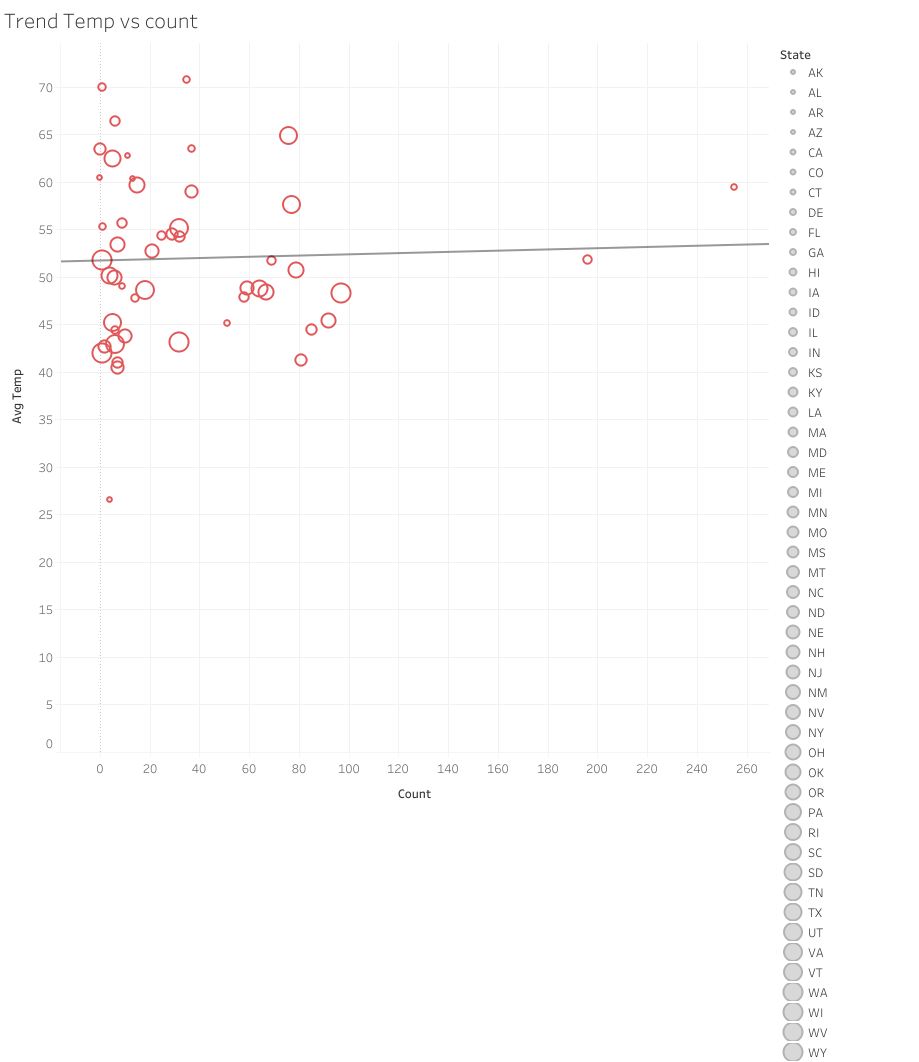 Trend Temp vs count
State
AK
AL
AR
AZ
CA
CO
CT
DE
FL
GA
HI
IA
ID
IL
IN
KS
KY
LA
MA
MD
ME
MI
MN
MO
MS
MT
NC
ND
NE
NH
NJ
NM
NV
NY
OH
OK
OR
PA
RI
SC
SD
TN
TX
UT
VA
VT
WA
WI
WV
WY
Avg Temp
70
65
60
55
50
45
40
35
30
25
20
15
10
5
0
0 20 40 60 80 100 120 140 160 180 200 220 240 260
Count